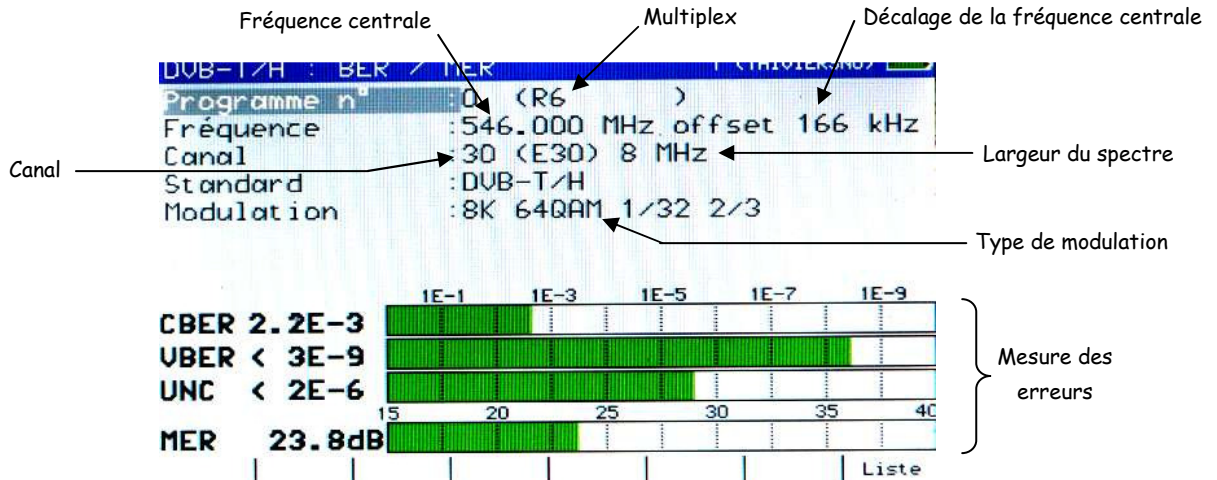 Fréquence centrale
Multiplex
Décalage de la fréquence centrale
DVB-T/H : BER / MER
Programme n° :0 (R6 )
Fréquence :546.000 MHz offset 166 kHz
Canal :30 (E30) 8 MHz
Standard :DVB-T/H
Modulation :8K 64QAM 1/32 2/3
Canal
Largeur du spectre
Type de modulation
1E-1 1E-3 1E-5 1E-7 1E-9
CBER 2.2E-3
VBER < 3E-9
UNC < 2E-6
15 20 25 30 35 40
MER 23.8dB
Liste
Mesure des
erreurs